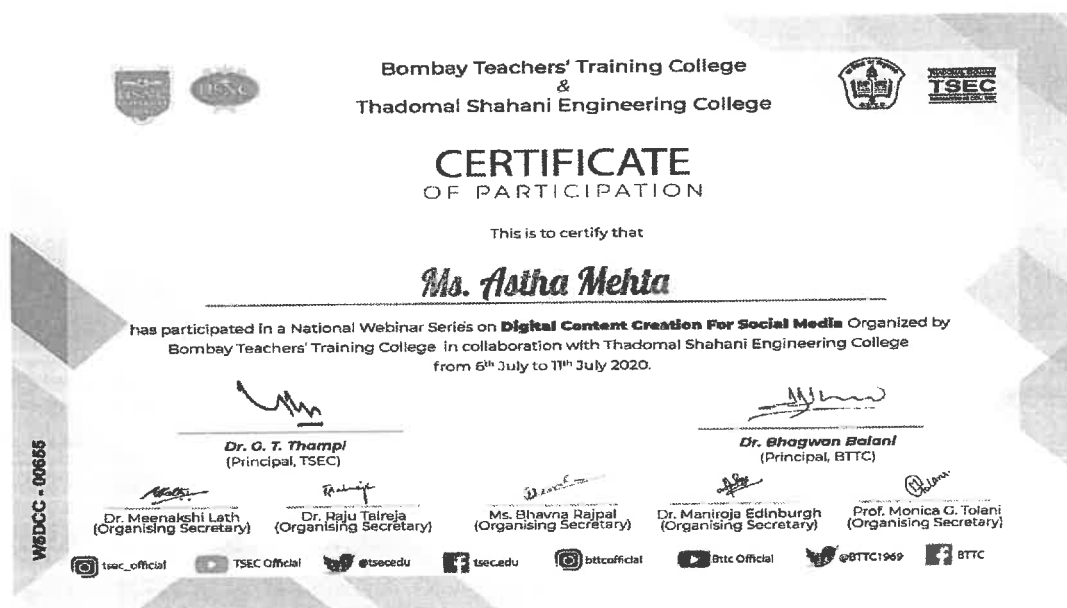 Bombay Teachers' Training College
&
Thadomal Shahani Engineering College
TSEC
CERTIFICATE
OF PARTICIPATION
This is to certify that
Ms. Astha Mehta
has participated in a National Webinar Series on Digital Content Creation For Social Media Organized by
Bombay Teachers' Training College in collaboration with Thadomal Shahani Engineering College
from 6th July to 11th July 2020.
Dr. G. T. Thampi
(Principal, TSEC)
Dr. Bhagwan Balani
(Principal, BTTC)
Dr. Meenakshi Lath
(Organising Secretary)
Dr. Raju Talreja
(Organising Secretary)
Ms. Bhavna Rajpal
(Organising Secretary)
Dr. Maniroja Edinburgh
(Organising Secretary)
Prof. Monica G. Tolani
(Organising Secretary)
W5DCC - 00655
tsec_official
TSEC Official
@tsecedu
tsec.edu
bttcofficial
Bttc Official
@BTTC1969
BTTC